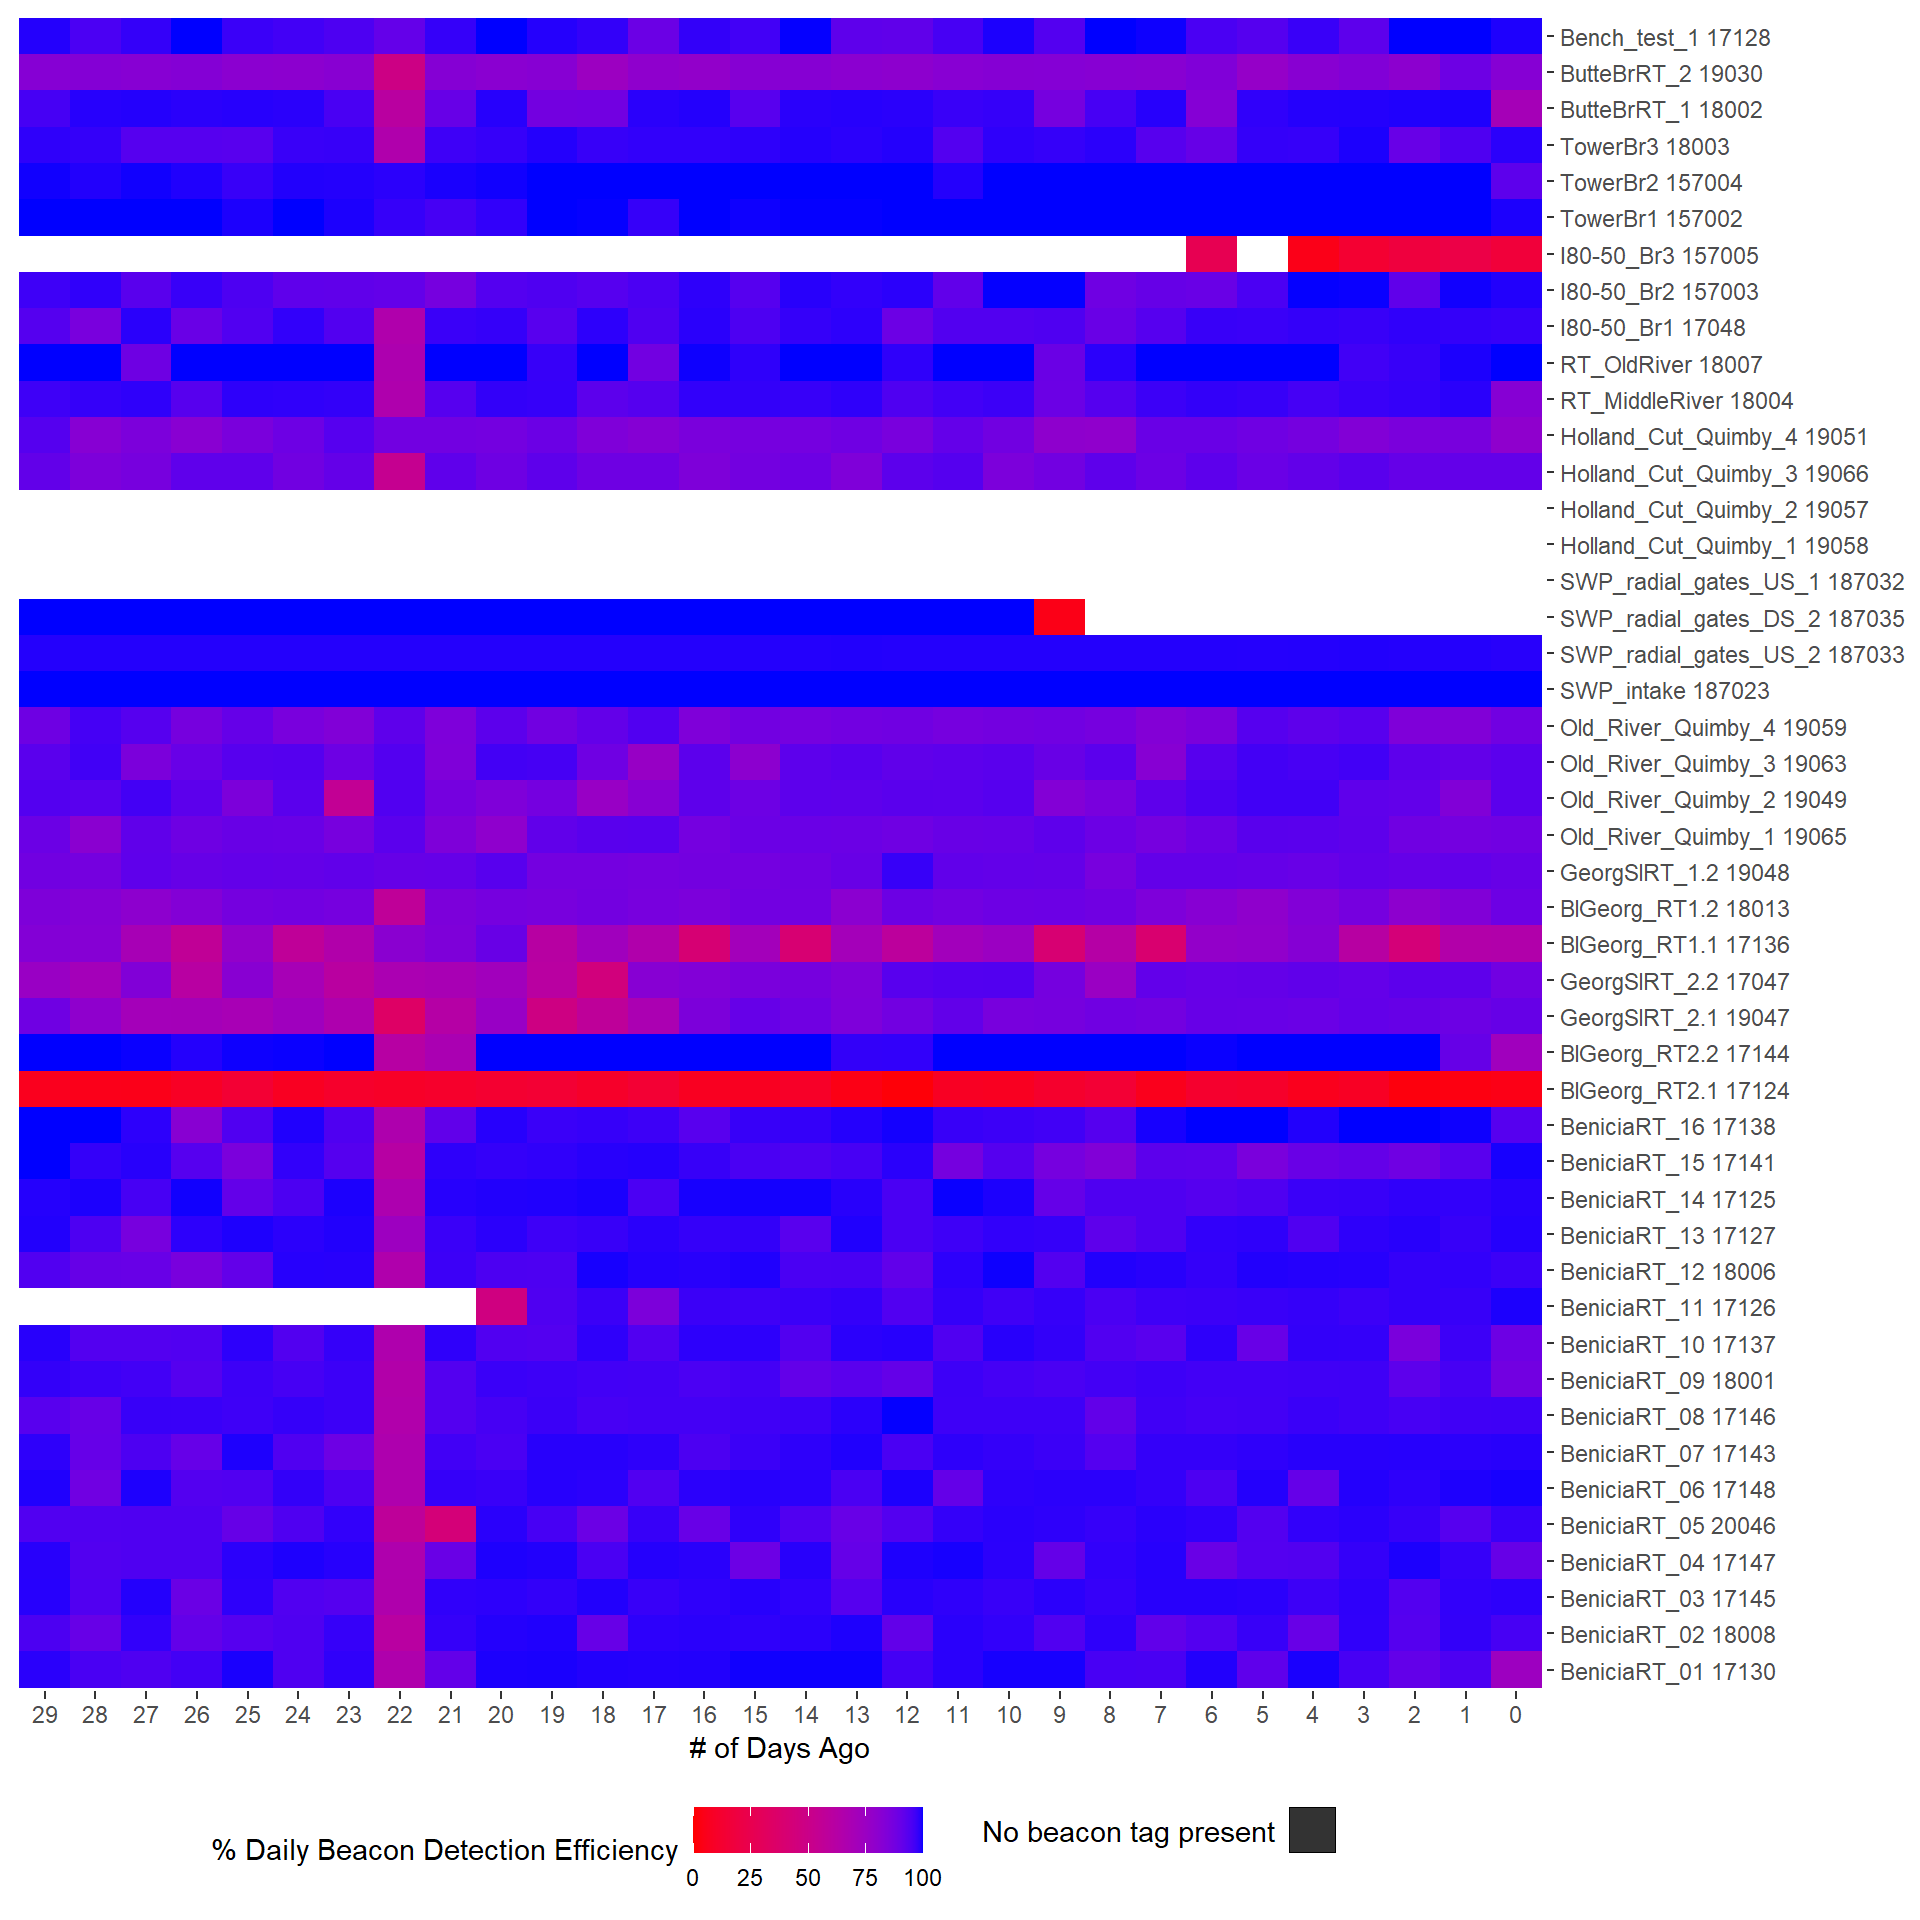 Bench_test_1 17128
ButteBrRT_2 19030
ButteBrRT_1 18002
TowerBr3 18003
TowerBr2 157004
TowerBr1 157002
I80-50_Br3 157005
I80-50_Br2 157003
I80-50_Br1 17048
RT_OldRiver 18007
RT_MiddleRiver 18004
Holland_Cut_Quimby_4 19051
Holland_Cut_Quimby_3 19066
Holland_Cut_Quimby_2 19057
Holland_Cut_Quimby_1 19058
SWP_radial_gates_US_1 187032
SWP_radial_gates_DS_2 187035
SWP_radial_gates_US_2 187033
SWP_intake 187023
Old_River_Quimby_4 19059
Old_River_Quimby_3 19063
Old_River_Quimby_2 19049
Old_River_Quimby_1 19065
GeorgSlRT_1.2 19048
BlGeorg_RT1.2 18013
BlGeorg_RT1.1 17136
GeorgSlRT_2.2 17047
GeorgSlRT_2.1 19047
BlGeorg_RT2.2 17144
BlGeorg_RT2.1 17124
BeniciaRT_16 17138
BeniciaRT_15 17141
BeniciaRT_14 17125
BeniciaRT_13 17127
BeniciaRT_12 18006
BeniciaRT_11 17126
BeniciaRT_10 17137
BeniciaRT_09 18001
BeniciaRT_08 17146
BeniciaRT_07 17143
BeniciaRT_06 17148
BeniciaRT_05 20046
BeniciaRT_04 17147
BeniciaRT_03 17145
BeniciaRT_02 18008
BeniciaRT_01 17130
29 28 27 26 25 24 23 22 21 20 19 18 17 16 15 14 13 12 11 10 9 8 7 6 5 4 3 2 1 0
# of Days Ago
% Daily Beacon Detection Efficiency
0 25 50 75 100
No beacon tag present